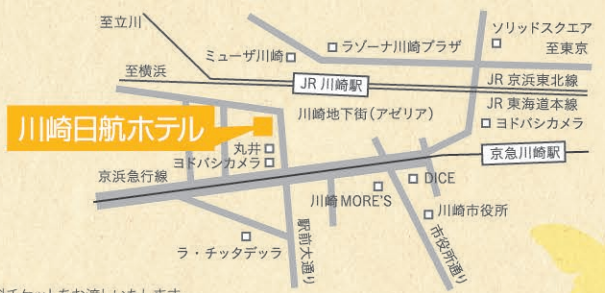 至立川
ソリッドスクエア
ミューザ川崎
ラゾーナ川崎プラザ
至東京
至横浜
JR 川崎駅
JR 京浜東北線
JR 東海道本線
川崎地下街(アゼリア)
ヨドバシカメラ
川崎日航ホテル
丸井
ヨドバシカメラ
京急川崎駅
京浜急行線
DICE
川崎MORE'S
川崎市役所
駅前大通り
市役所通り
ラ・チッタデッラ